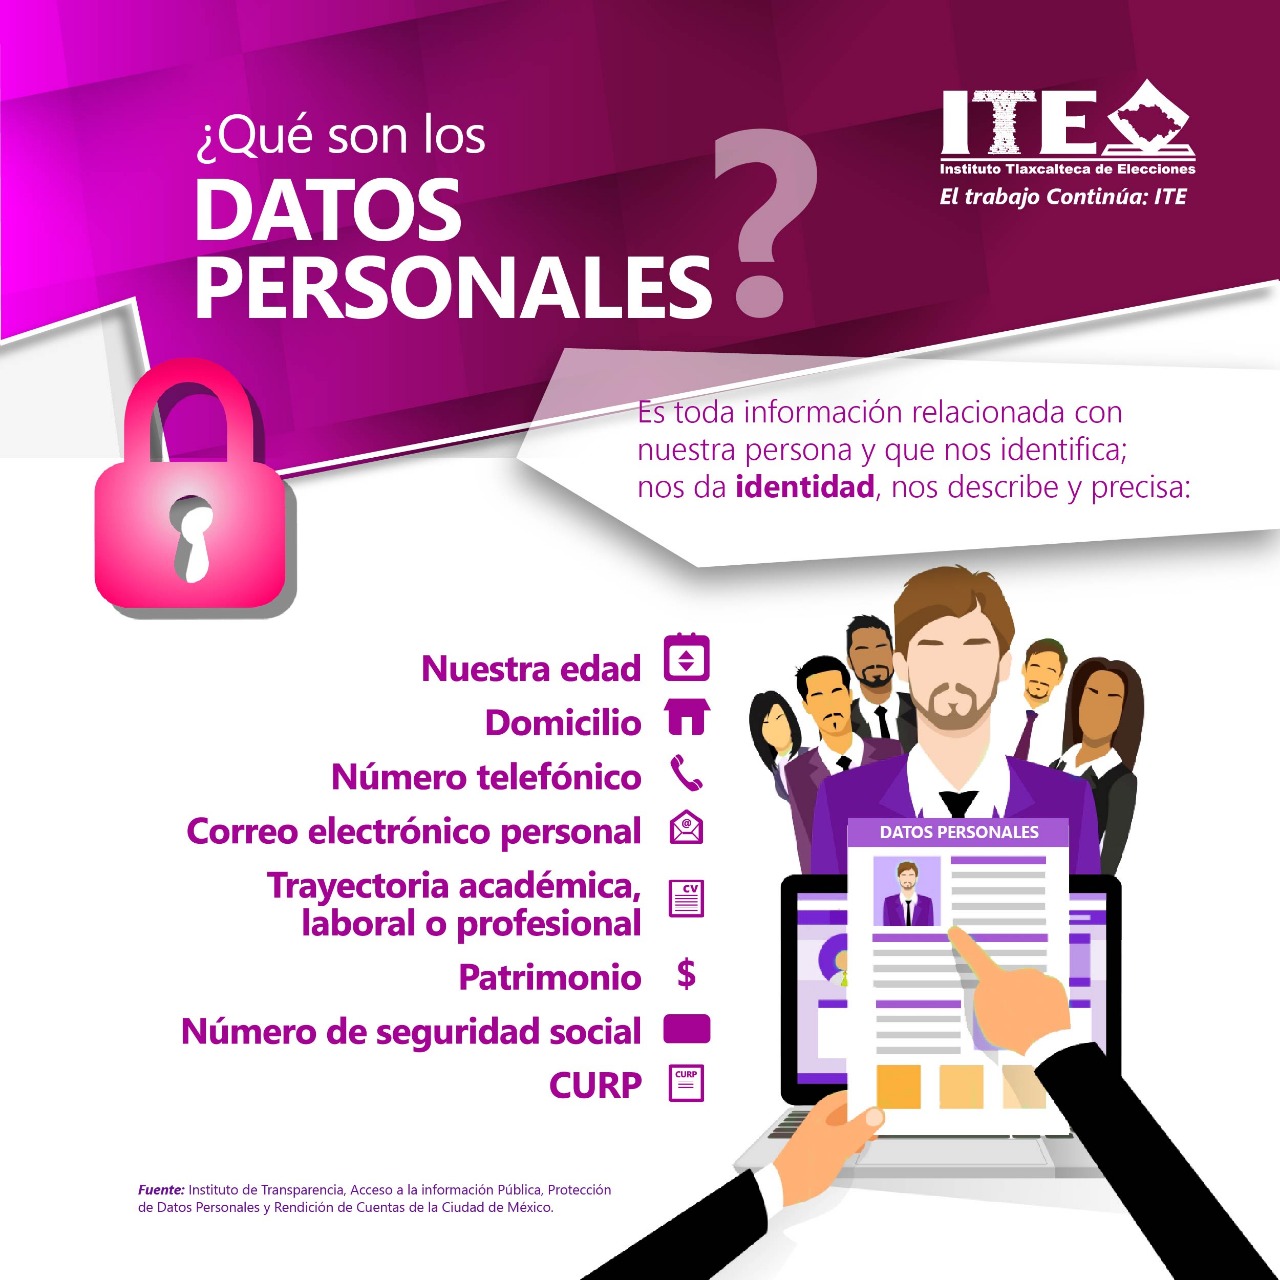 ¿Qué son los
DATOS
PERSONALES?
ITE
Instituto Tlaxcalteca de Elecciones
El trabajo Continúa: ITE
Es toda información relacionada con
nuestra persona y que nos identifica;
nos da identidad, nos describe y precisa:
Nuestra edad
Domicilio
Número telefónico
Correo electrónico personal
@
Trayectoria académica,
laboral o profesional
CV
Patrimonio
$
Número de seguridad social
CURP
CURP
DATOS PERSONALES
Fuente: Instituto de Transparencia, Acceso a la información Pública, Protección
de Datos Personales y Rendición de Cuentas de la Ciudad de México.